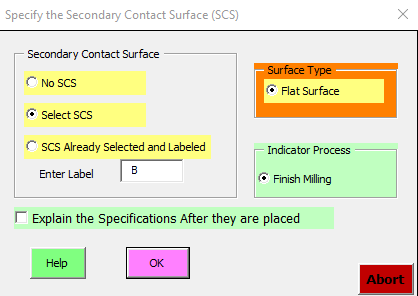 Specify the Secondary Contact Surface (SCS)
Secondary Contact Surface
No SCS
Select SCS
SCS Already Selected and Labeled
Enter Label B
Surface Type
Flat Surface
Indicator Process
Finish Milling
Explain the Specifications After they are placed
Help
OK
Abort